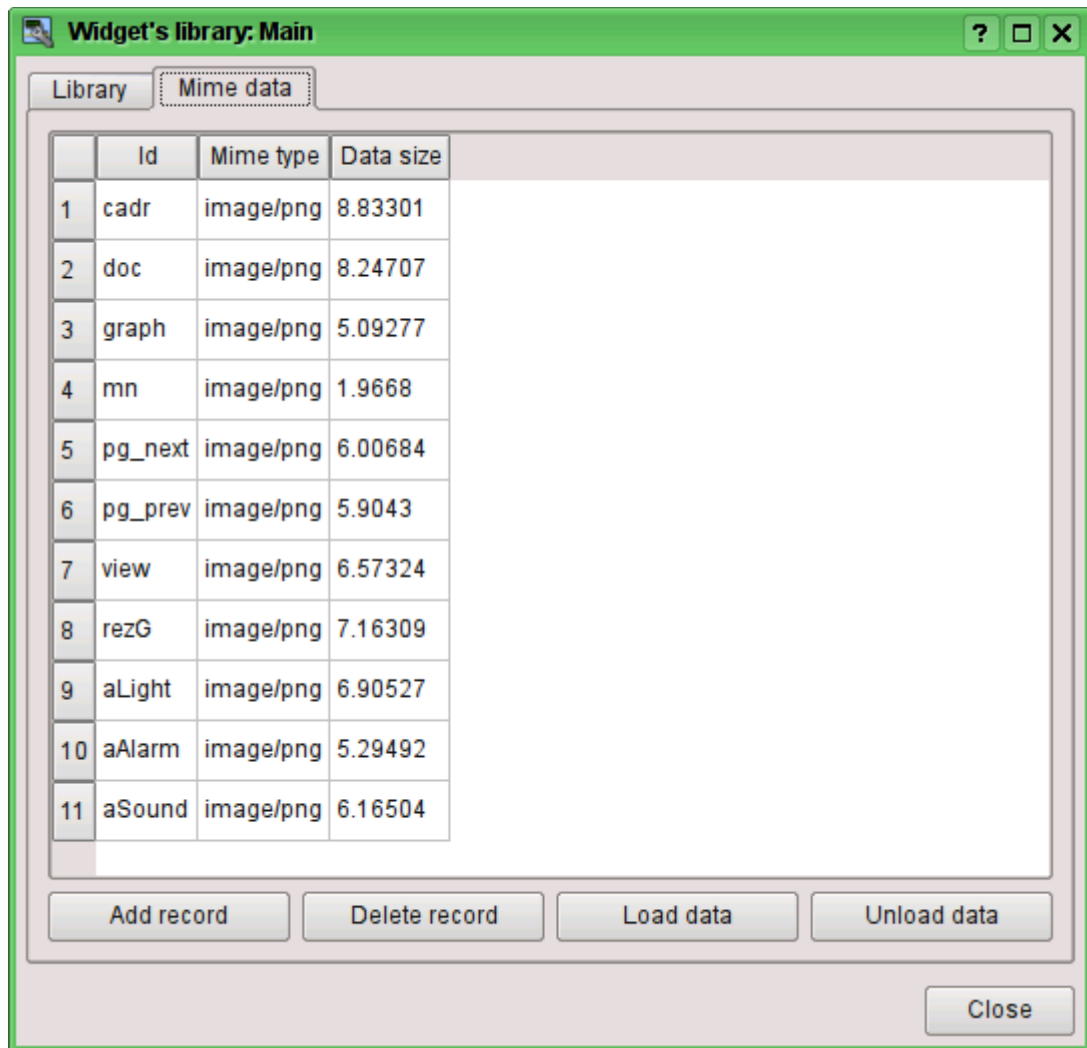 Widget's library: Main
Library Mime data
Id Mime type Data size
1 cadr image/png 8.83301
2 doc image/png 8.24707
3 graph image/png 5.09277
4 mn image/png 1.9668
5 pg_next image/png 6.00684
6 pg_prev image/png 5.9043
7 view image/png 6.57324
8 rezG image/png 7.16309
9 aLight image/png 6.90527
10 aAlarm image/png 5.29492
11 aSound image/png 6.16504
Add record Delete record Load data Unload data
Close